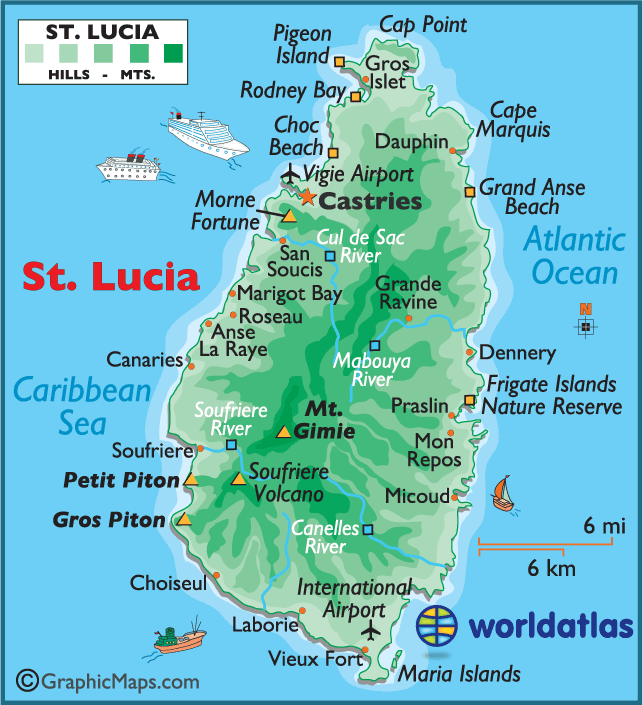 ST. LUCIA
HILLS - MTS.
Cap Point
Pigeon
Island
Gros
Islet
Rodney Bay
Cape
Marquis
Choc
Beach
Dauphin
Vigie Airport
Castries
Grand Anse
Beach
Morne
Fortune
Cul de Sac
River
Atlantic
Ocean
San
Soucis
St. Lucia
Marigot Bay
Grande
Ravine
N
Roseau
Anse
La Raye
Canaries
Mabouya
River
Dennery
Caribbean
Sea
Frigate Islands
Nature Reserve
Soufriere
River
Mt.
Gimie
Praslin
Mon
Repos
Soufriere
Petit Piton
Soufriere
Volcano
Micoud
Gros Piton
Canelles
River
6 mi
6 km
Choiseul
International
Airport
Laborie
worldatlas
Vieux Fort
Maria Islands
©GraphicMaps.com